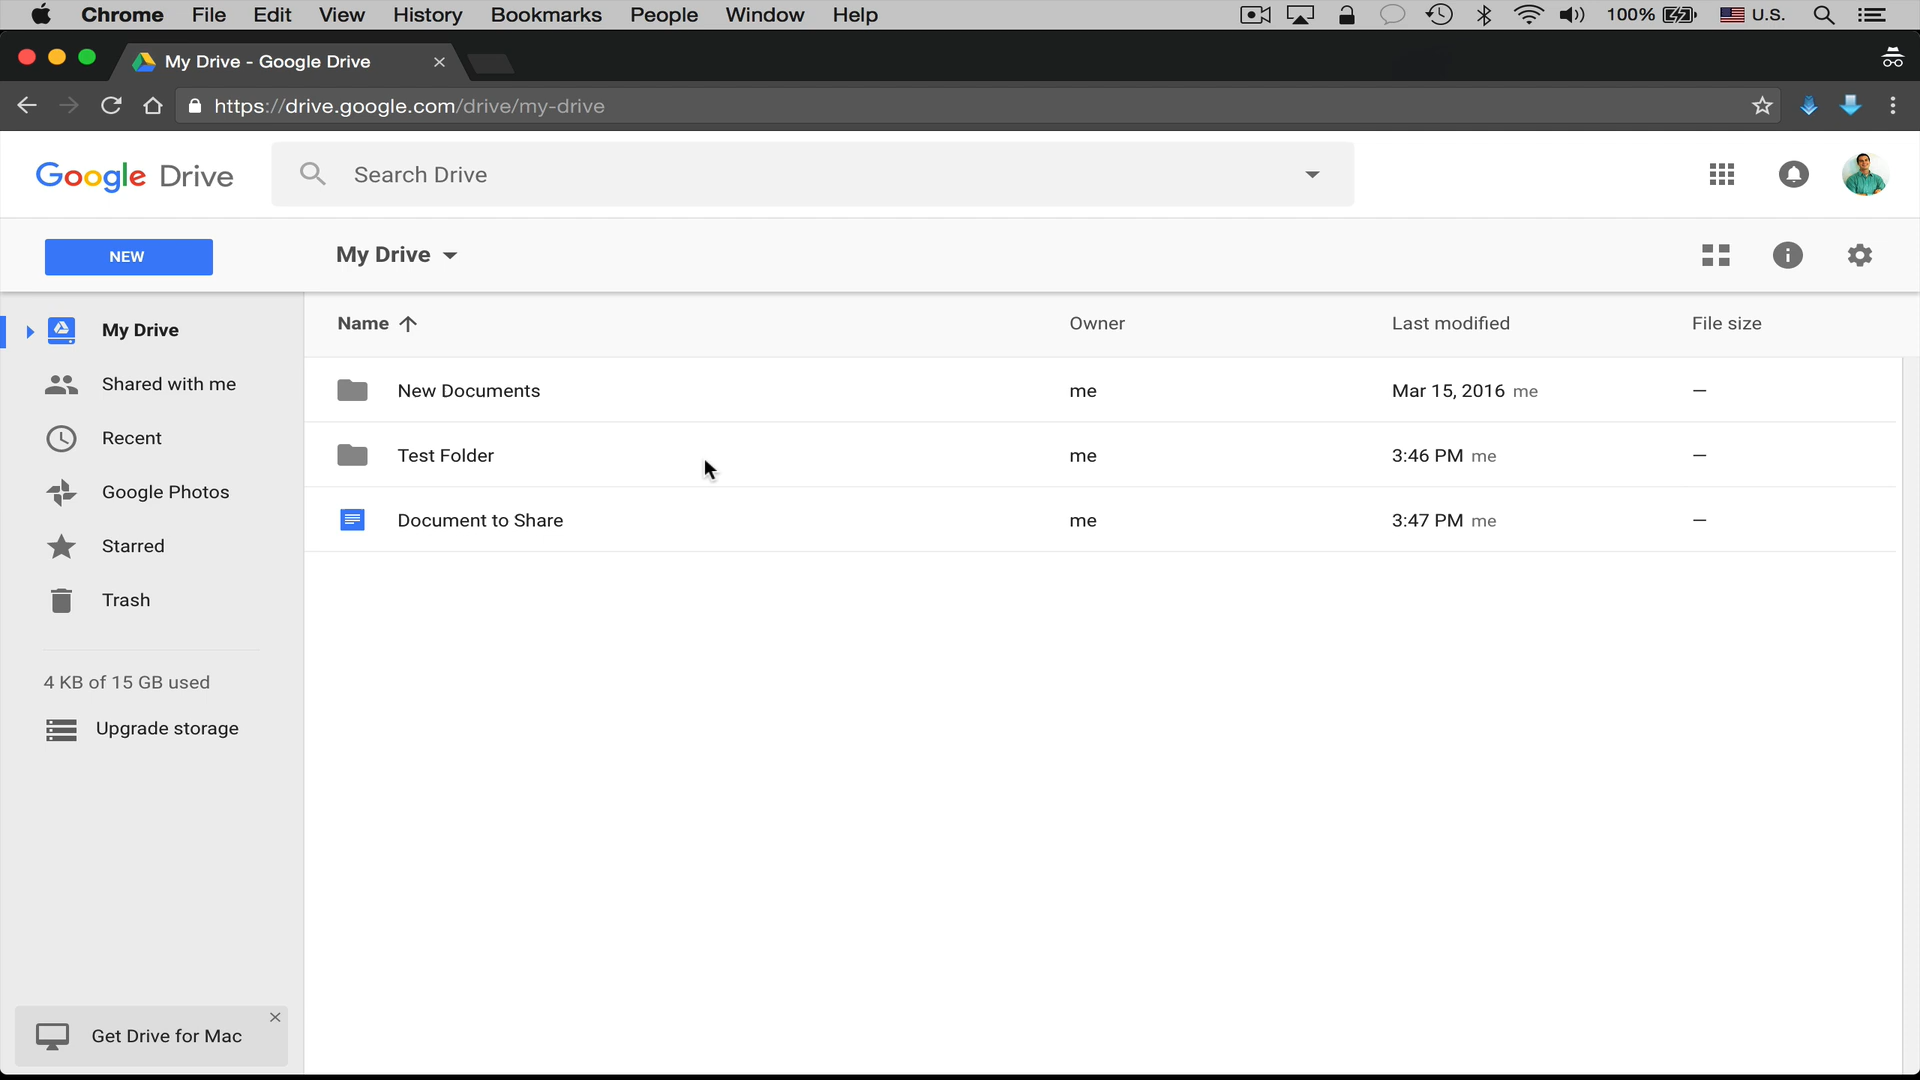 Chrome File Edit View History Bookmarks People Window Help 100% U.S.
My Drive - Google Drive
https://drive.google.com/drive/my-drive
Google Drive Search Drive
NEW My Drive
Name Owner Last modified File size
My Drive
New Documents me Mar 15, 2016 me —
Shared with me
Recent
Test Folder me 3:46 PM me —
Google Photos
Document to Share me 3:47 PM me —
Starred
Trash
4 KB of 15 GB used
Upgrade storage
Get Drive for Mac